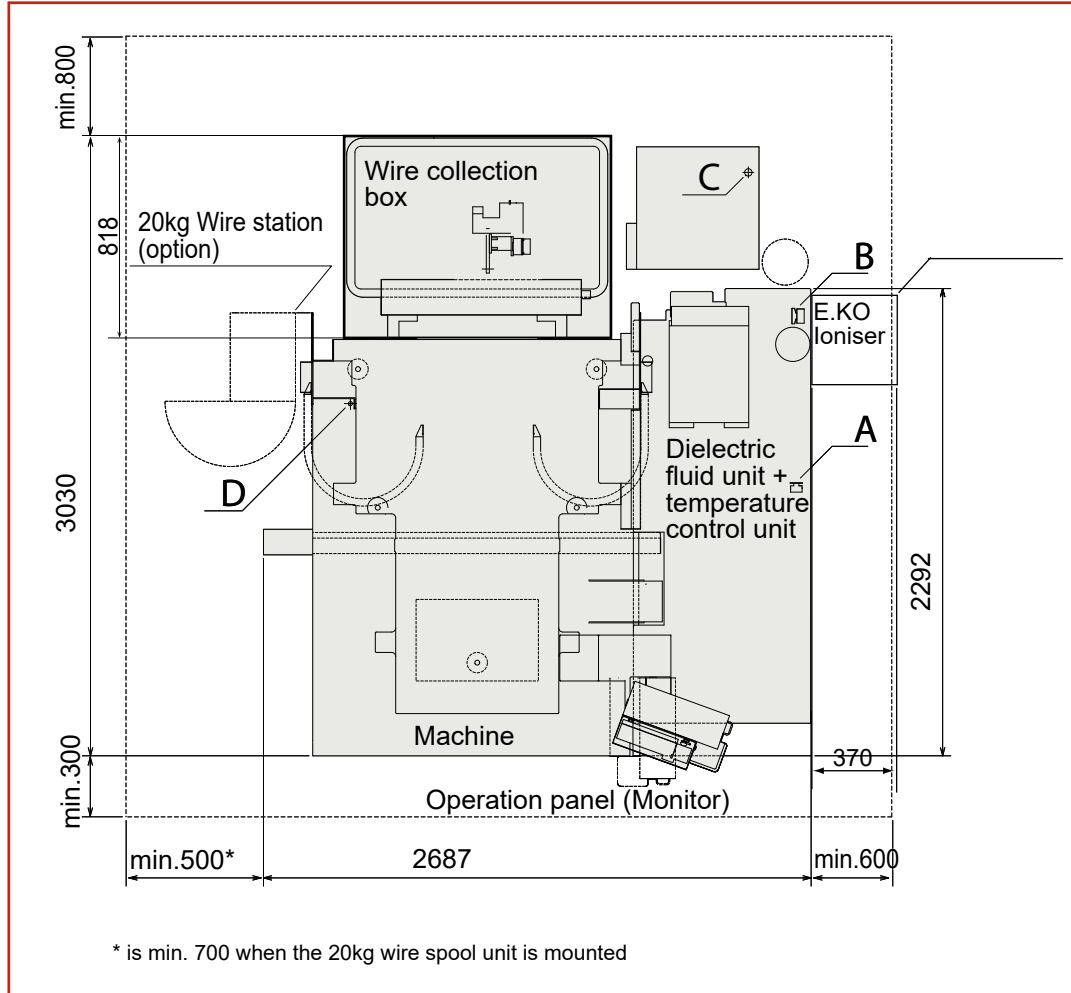 min.800
Wire collection
box
C
818
20kg Wire station
(option)
B
E.KO
Ioniser
A
Dielectric
fluid unit +
temperature
control unit
D
3030
2292
Machine
370
min.300
Operation panel (Monitor)
min.500*
2687
min.600
* is min. 700 when the 20kg wire spool unit is mounted